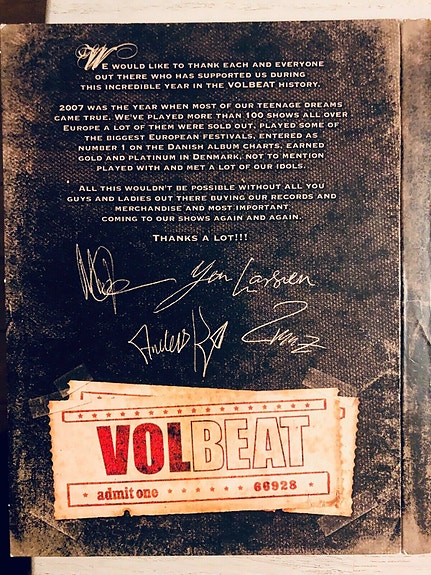 We would like to thank each and everyone
out there who has supported us during
this incredible year in the VOLBEAT history.
2007 was the year when most of our teenage dreams
came true. We've played more than 100 shows all over
Europe a lot of them were sold out, played some of
the biggest European festivals, entered as
number 1 on the Danish album charts, earned
gold and platinum in Denmark, not to mention
played with and met a lot of our idols.
All this wouldn't be possible without all you
guys and ladies out there buying our records and
merchandise and most important
coming to our shows again and again.
Thanks a lot!!!
Anders
VOLBEAT
admit one
66928